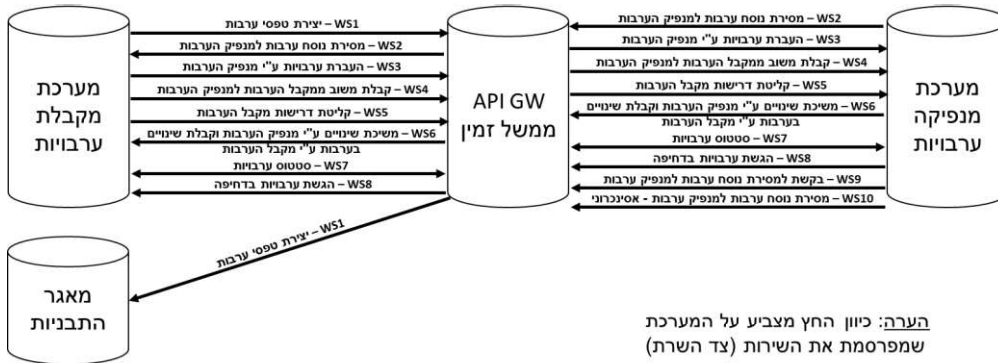 WS1 – יצירת טפסי ערבות
WS2 – מסירת נוסח ערבות למנפיק הערבות
WS3 – העברת ערבויות ע"י מנפיק הערבות
WS4 – קבלת משוב ממקבל הערבות למנפיק הערבות
WS5 – קליטת דרישות מקבל הערבות
WS6 – משיכת שינויים ע"י מנפיק הערבות וקבלת שינויים
בערבות ע"י מקבל הערבות
WS7 – סטטוס ערבויות
WS8 – הגשת ערבויות בדחיפה
WS2 – מסירת נוסח ערבות למנפיק הערבות
WS3 – העברת ערבויות ע"י מנפיק הערבות
WS4 – קבלת משוב ממקבל הערבות למנפיק הערבות
WS5 – קליטת דרישות מקבל הערבות
WS6 – משיכת שינויים ע"י מנפיק הערבות וקבלת שינויים
בערבות ע"י מקבל הערבות
WS7 – סטטוס ערבויות
WS8 – הגשת ערבויות בדחיפה
WS9 – בקשת למסירת נוסח ערבות למנפיק ערבות
WS10 – מסירת נוסח ערבות למנפיק ערבות - אסינכרוני
מערכת
מנפיקה
ערבויות
API GW
ממשל זמין
מערכת
מקבלת
ערבויות
WS1 – יצירת טפסי ערבות
מאגר
התבניות
הערה: כיוון החץ מצביע על המערכת
שמפרסמת את השירות (צד השרת)